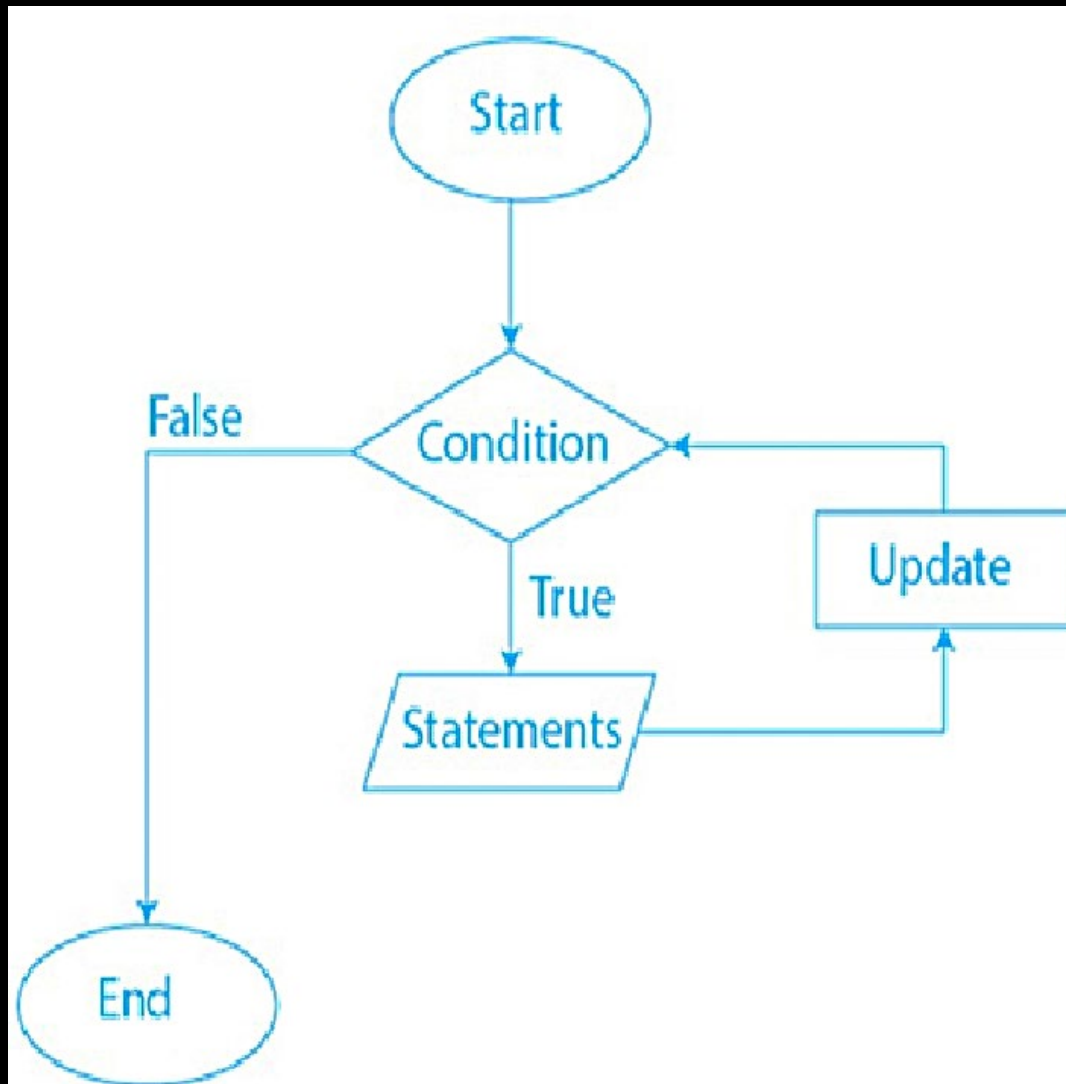 Start
False
Condition
Update
True
Statements
End